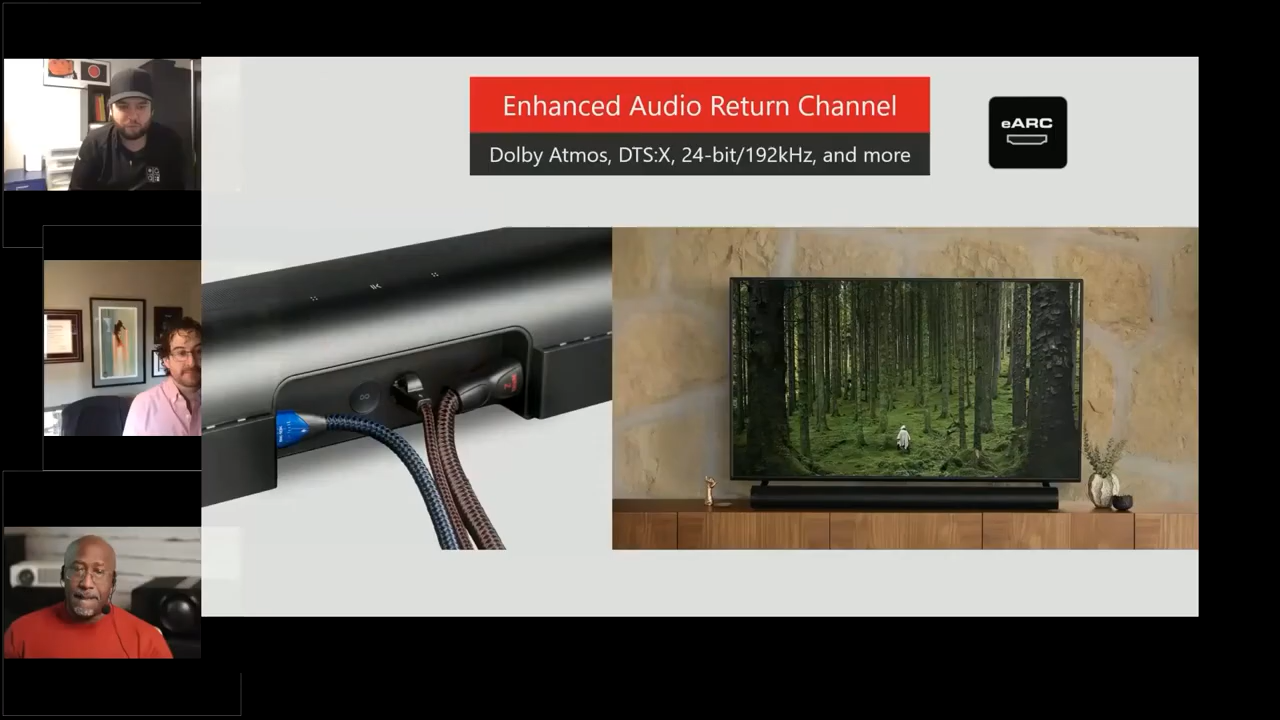 Enhanced Audio Return Channel
Dolby Atmos, DTS:X, 24-bit/192kHz, and more
eARC